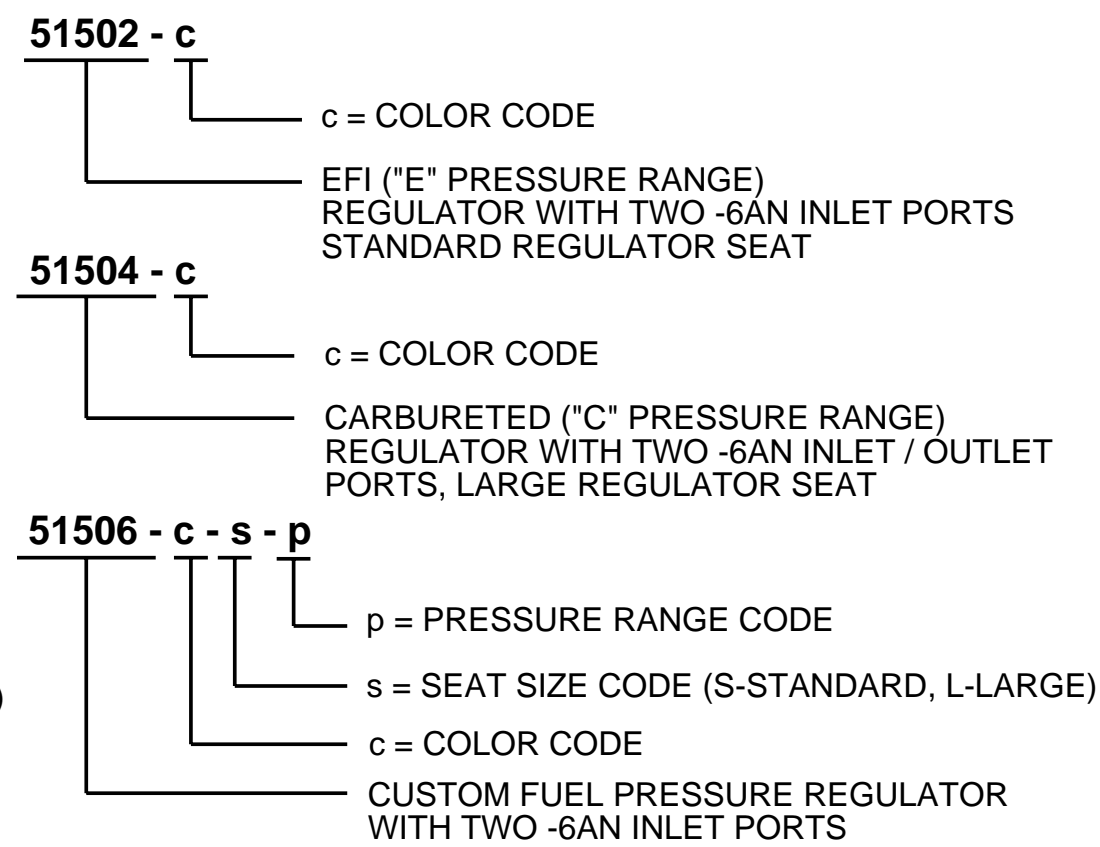 51502 - c
c = COLOR CODE
EFI ("E" PRESSURE RANGE)
REGULATOR WITH TWO -6AN INLET PORTS
STANDARD REGULATOR SEAT
51504 - c
c = COLOR CODE
CARBURETED ("C" PRESSURE RANGE)
REGULATOR WITH TWO -6AN INLET / OUTLET
PORTS, LARGE REGULATOR SEAT
51506 - c - s - p
p = PRESSURE RANGE CODE
s = SEAT SIZE CODE (S-STANDARD, L-LARGE)
)
c = COLOR CODE
CUSTOM FUEL PRESSURE REGULATOR
WITH TWO -6AN INLET PORTS